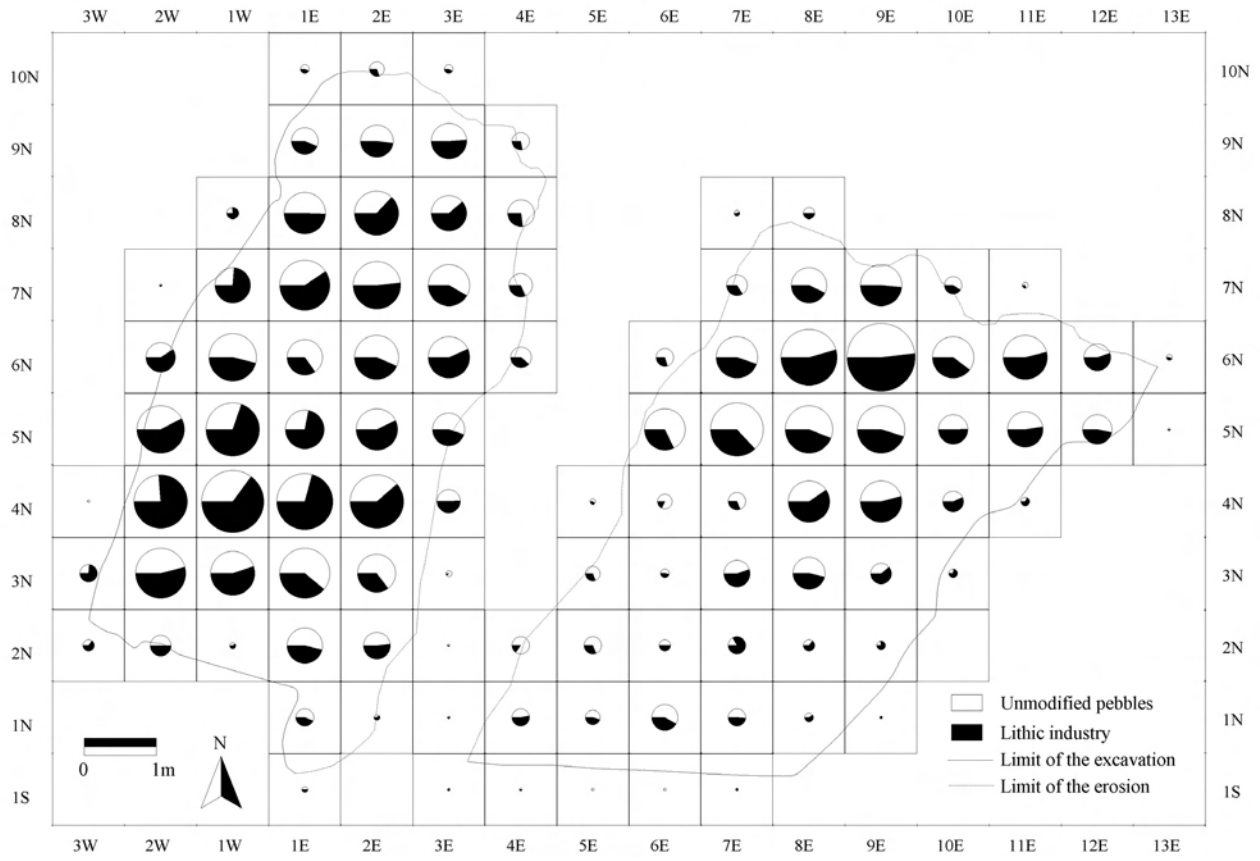 3W 2W 1W 1E 2E 3E 4E 5E 6E 7E 8E 9E 10E 11E 12E 13E
10N 10N
9N 9N
8N 8N
7N 7N
6N 6N
5N 5N
4N 4N
3N 3N
2N 2N
Unmodified pebbles
1N 1N
Lithic industry
N
Limit of the excavation
0 1m
Limit of the erosion
1S 1S
3W 2W 1W 1E 2E 3E 4E 5E 6E 7E 8E 9E 10E 11E 12E 13E